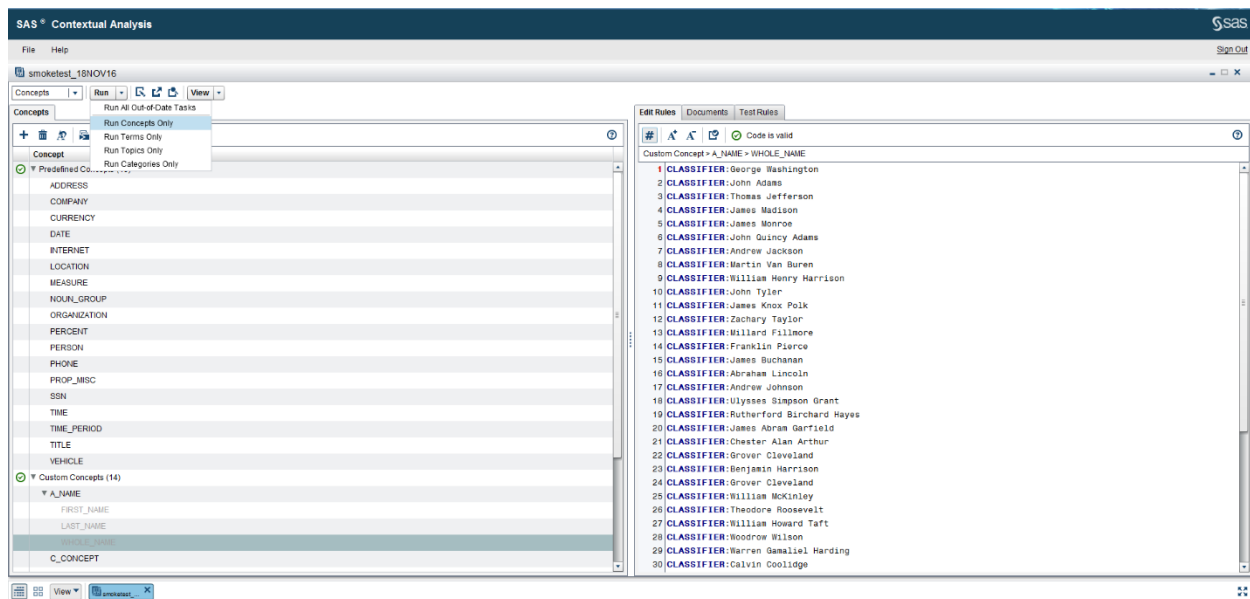 SAS ® Contextual Analysis
sas
File Help
Sign Out
smoketest_18NOV16
Concepts Run View
Run All Out-of-Date Tasks
Run Concepts Only
Run Terms Only
Run Topics Only
Run Categories Only
Concepts
Concept
Predefined
ADDRESS
COMPANY
CURRENCY
DATE
INTERNET
LOCATION
MEASURE
NOUN_GROUP
ORGANIZATION
PERCENT
PERSON
PHONE
PROP_MISC
SSN
TIME
TIME_PERIOD
TITLE
VEHICLE
Custom Concepts (14)
A_NAME
FIRST_NAME
LAST_NAME
WHOLE_NAME
C_CONCEPT
Edit Rules Documents Test Rules
# A+ A- Code is valid
Custom Concept > A_NAME > WHOLE_NAME
1 CLASSIFIER:George Washington
2 CLASSIFIER:John Adams
3 CLASSIFIER:Thomas Jefferson
4 CLASSIFIER:James Madison
5 CLASSIFIER:James Monroe
6 CLASSIFIER:John Quincy Adams
7 CLASSIFIER:Andrew Jackson
8 CLASSIFIER:Martin Van Buren
9 CLASSIFIER:William Henry Harrison
10 CLASSIFIER:John Tyler
11 CLASSIFIER:James Knox Polk
12 CLASSIFIER:Zachary Taylor
13 CLASSIFIER:Millard Fillmore
14 CLASSIFIER:Franklin Pierce
15 CLASSIFIER:James Buchanan
16 CLASSIFIER:Abraham Lincoln
17 CLASSIFIER:Andrew Johnson
18 CLASSIFIER:Ulysses Simpson Grant
19 CLASSIFIER:Rutherford Birchard Hayes
20 CLASSIFIER:James Abram Garfield
21 CLASSIFIER:Chester Alan Arthur
22 CLASSIFIER:Grover Cleveland
23 CLASSIFIER:Benjamin Harrison
24 CLASSIFIER:Grover Cleveland
25 CLASSIFIER:William McKinley
26 CLASSIFIER:Theodore Roosevelt
27 CLASSIFIER:William Howard Taft
28 CLASSIFIER:Woodrow Wilson
29 CLASSIFIER:Warren Gamaliel Harding
30 CLASSIFIER:Calvin Coolidge
View smoketest_...